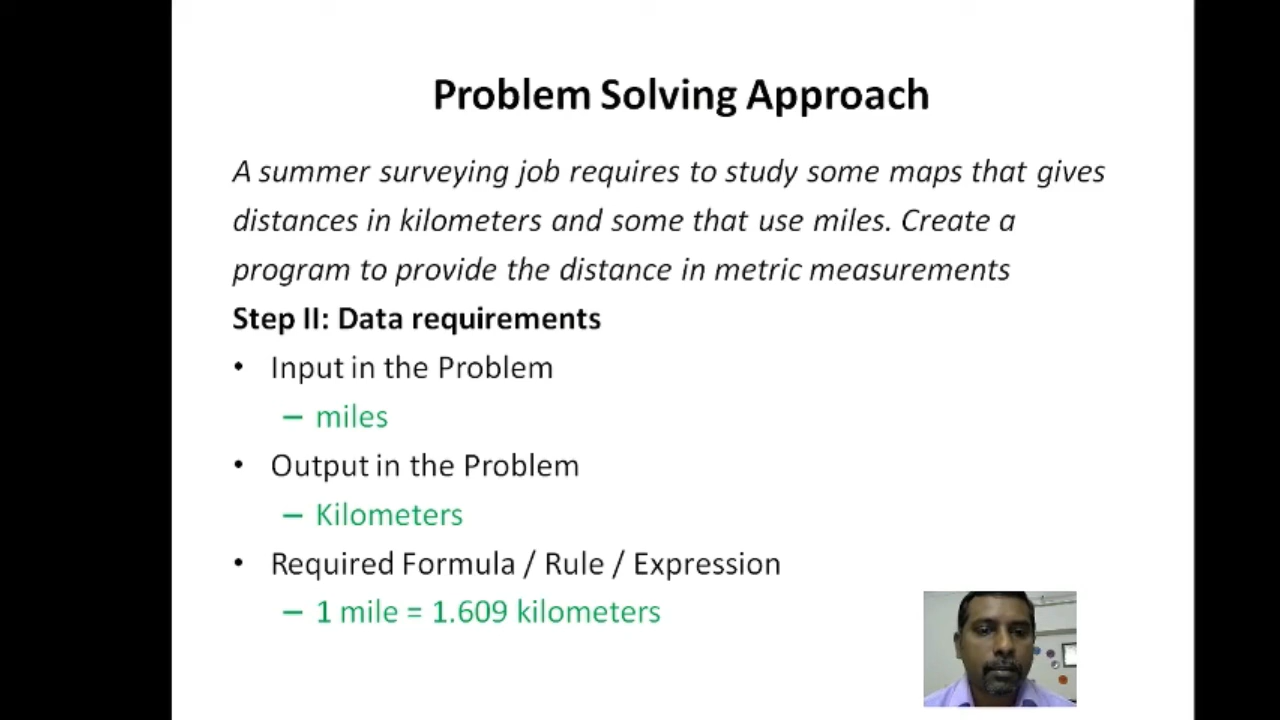 Problem Solving Approach
A summer surveying job requires to study some maps that gives
distances in kilometers and some that use miles. Create a
program to provide the distance in metric measurements
Step II: Data requirements
• Input in the Problem
– miles
• Output in the Problem
– Kilometers
• Required Formula / Rule / Expression
– 1 mile = 1.609 kilometers